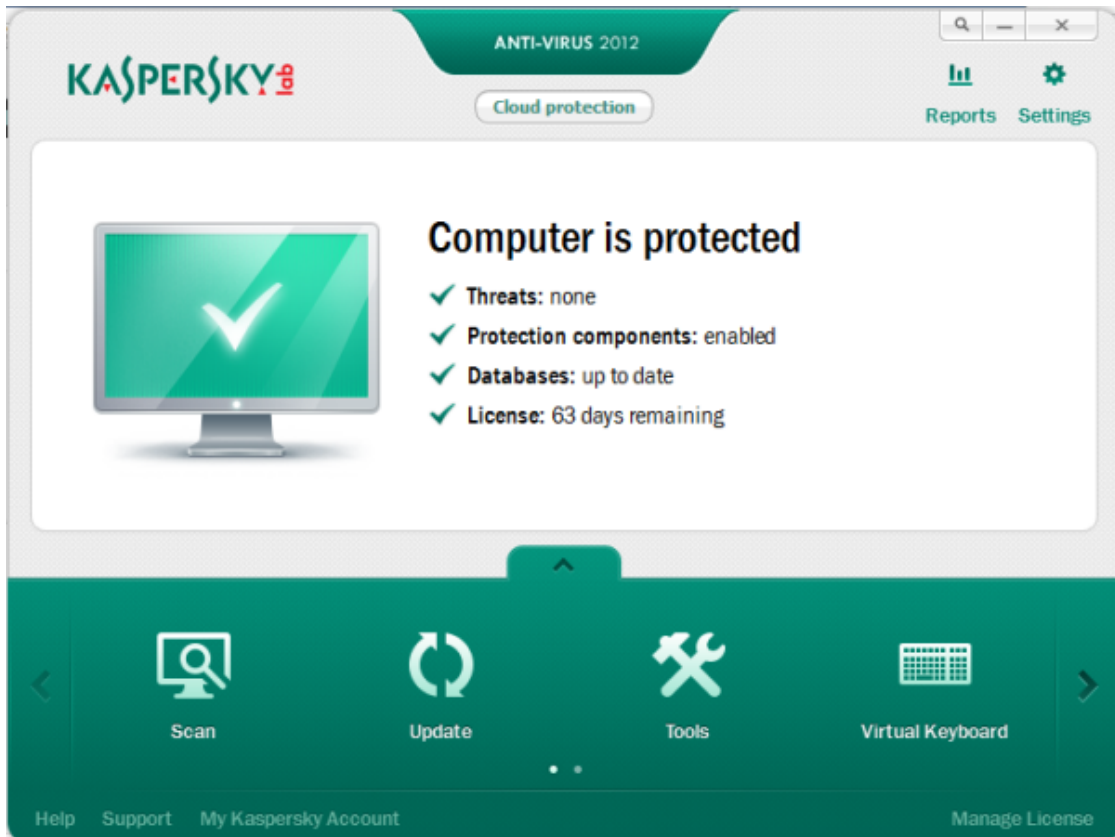 ANTI-VIRUS 2012
KASPERSKY lab
Cloud protection
Reports Settings
Computer is protected
Threats: none
Protection components: enabled
Databases: up to date
License: 63 days remaining
Scan Update Tools Virtual Keyboard
Help Support My Kaspersky Account Manage License